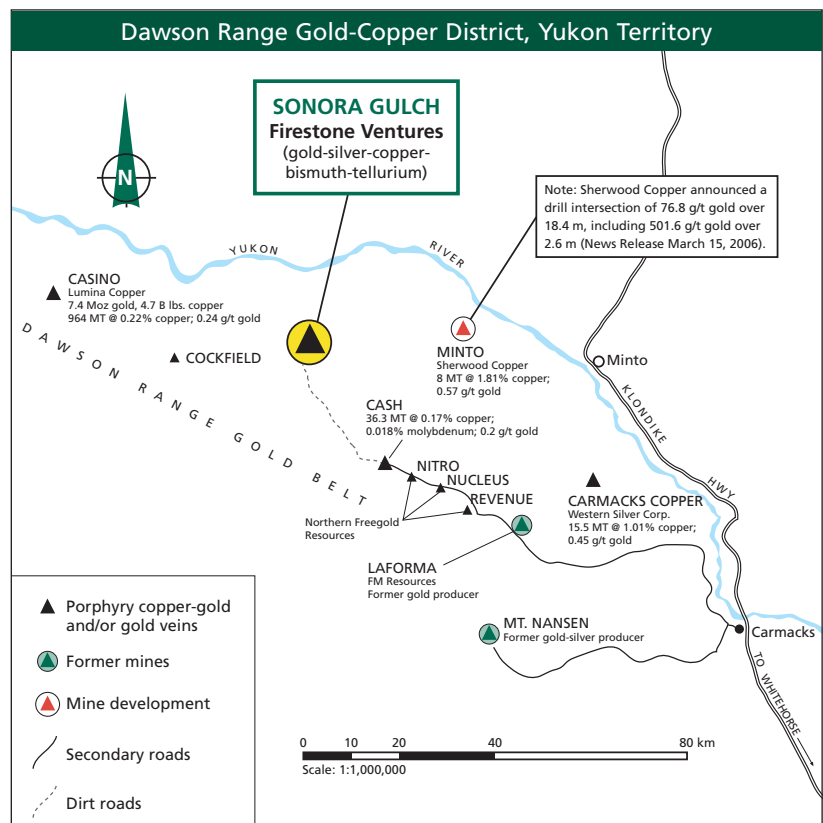 Dawson Range Gold-Copper District, Yukon Territory
SONORA GULCH
Firestone Ventures
(gold-silver-copper-
bismuth-tellurium)
N
Note: Sherwood Copper announced a
drill intersection of 76.8 g/t gold over
18.4 m, including 501.6 g/t gold over
2.6 m (News Release March 15, 2006).
YUKON
RIVER
CASINO
Lumina Copper
7.4 Moz gold, 4.7 B lbs. copper
964 MT @ 0.22% copper; 0.24 g/t gold
DAWSON RANGE GOLD BELT
COCKFIELD
MINTO
Sherwood Copper
8 MT @ 1.81% copper;
0.57 g/t gold
Minto
KLONDIKE
HWY
CASH
36.3 MT @ 0.17% copper;
0.018% molybdenum; 0.2 g/t gold
NITRO
NUCLEUS
REVENUE
Northern Freegold
Resources
CARMACKS COPPER
Western Silver Corp.
15.5 MT @ 1.01% copper;
0.45 g/t gold
LAFORMA
FM Resources
Former gold producer
MT. NANSEN
Former gold-silver producer
Carmacks
TO WHITEHORSE
Porphyry copper-gold
and/or gold veins
Former mines
Mine development
Secondary roads
Dirt roads
0 10 20 40 80 km
Scale: 1:1,000,000